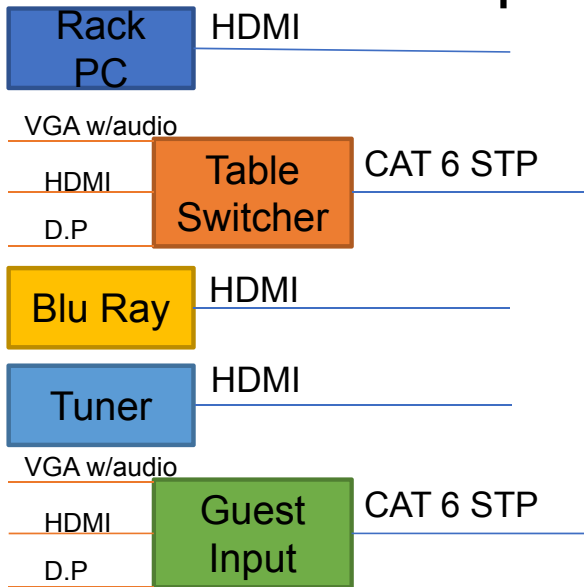 Rack
PC
HDMI
VGA w/audio
HDMI
D.P
Table
Switcher
CAT 6 STP
Blu Ray
HDMI
Tuner
HDMI
VGA w/audio
HDMI
D.P
Guest
Input
CAT 6 STP